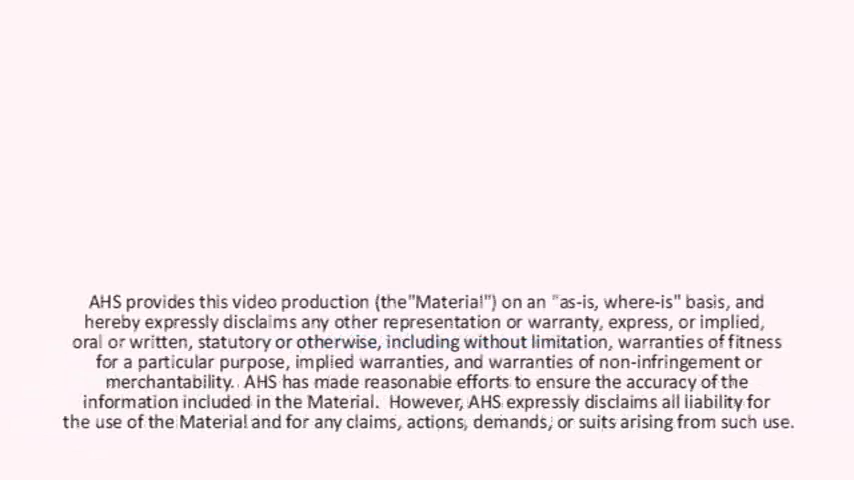 AHS provides this video production (the"Material") on an "as-is, where-is" basis, and
hereby expressly disclaims any other representation or warranty, express, or implied,
oral or written, statutory or otherwise, including without limitation, warranties of fitness
for a particular purpose, implied warranties, and warranties of non-infringement or
merchantability. AHS has made reasonable efforts to ensure the accuracy of the
information included in the Material. However, AHS expressly disclaims all liability for
the use of the Material and for any claims, actions, demands, or suits arising from such use.